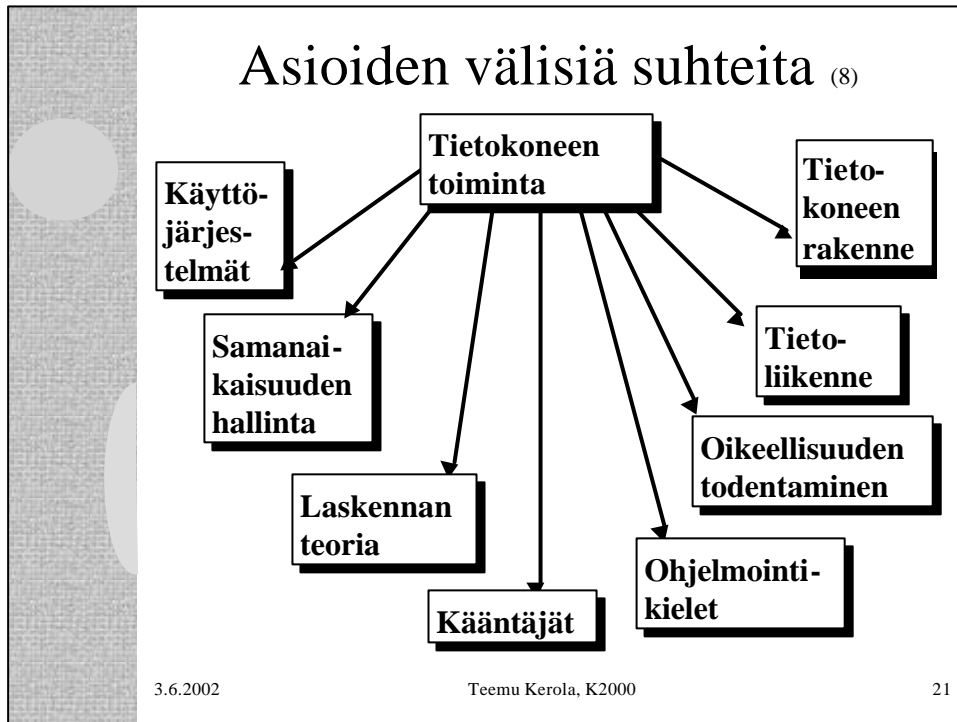 Asioiden välisiä suhteita (8)
Tietokoneen
toiminta
Käyttö-
järjes-
telmät
Samanai-
kaisuuden
hallinta
Laskennan
teoria
Kääntäjät
Ohjelmointi-
kielet
Oikeellisuuden
todentaminen
Tieto-
liikenne
Tieto-
koneen
rakenne
3.6.2002
Teemu Kerola, K2000
21